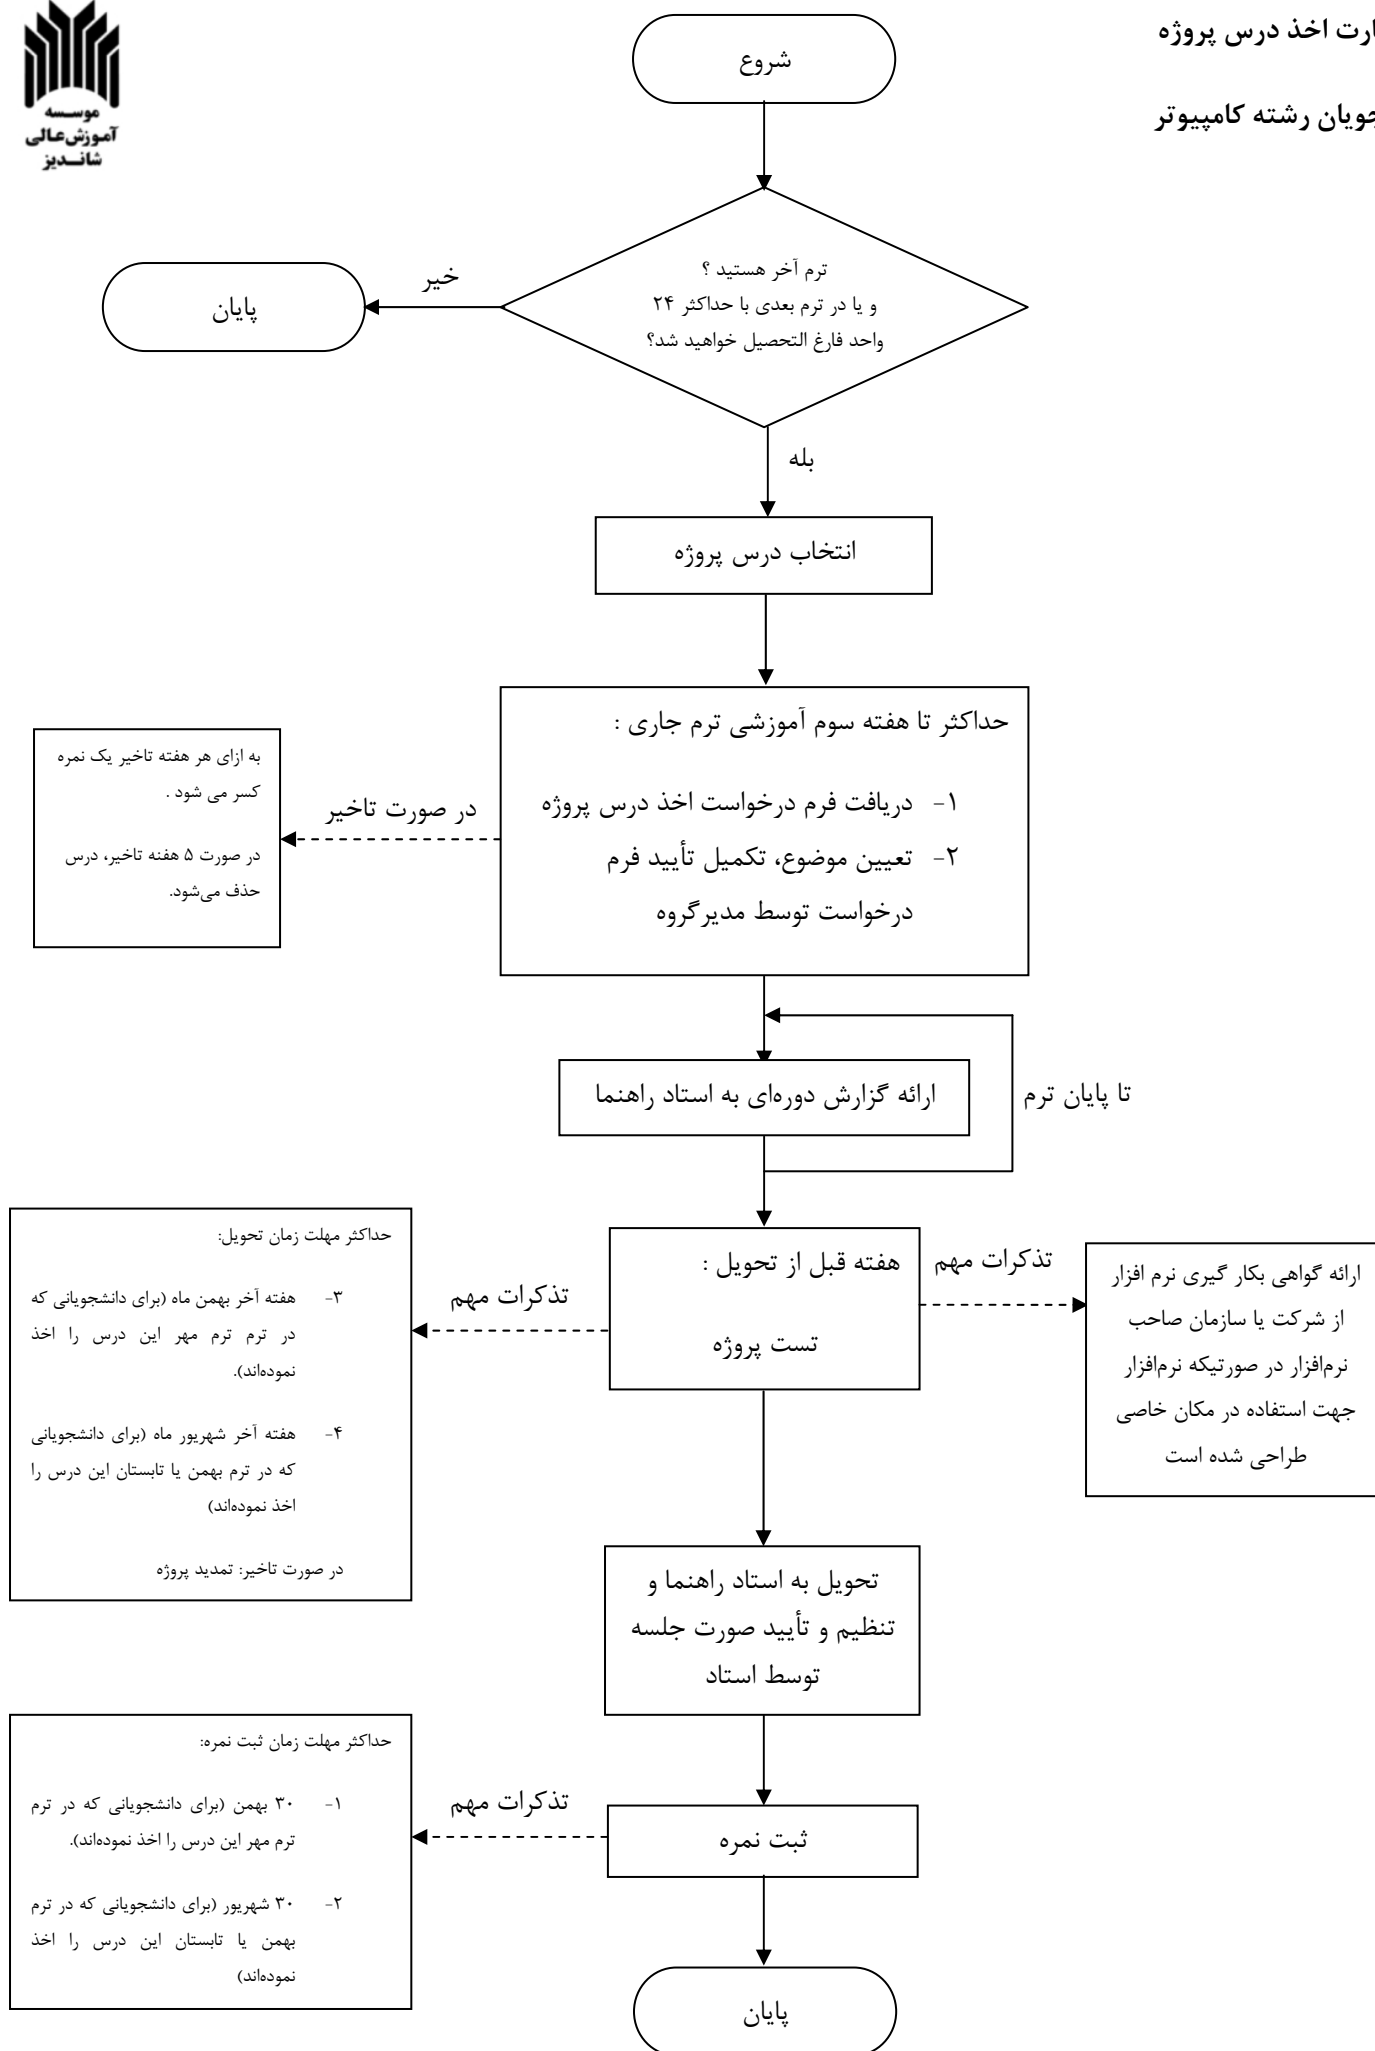 اخذ درس پروژه
رشته کامپیوتر
موسسه
آموزش‌عالی
شاندیز
شروع
ترم آخر هستید ؟
و یا در ترم بعدی با حداکثر ۲۴
واحد فارغ التحصیل خواهید شد؟
خیر
پایان
بله
انتخاب درس پروژه
حداکثر تا هفته سوم آموزشی ترم جاری :
۱- دریافت فرم درخواست اخذ درس پروژه
۲- تعیین موضوع، تکمیل تأیید فرم
درخواست توسط مدیرگروه
در صورت تاخیر
به ازای هر هفته تاخیر یک نمره
کسر می شود .
در صورت ۵ هفنه تاخیر، درس
حذف می‌شود.
ارائه گزارش دوره‌ای به استاد راهنما
تا پایان ترم
هفته قبل از تحویل :
تست پروژه
تذکرات مهم
ارائه گواهی بکار گیری نرم افزار
از شرکت یا سازمان صاحب
نرم‌افزار در صورتیکه نرم‌افزار
جهت استفاده در مکان خاصی
طراحی شده است
تذکرات مهم
حداکثر مهلت زمان تحویل:
۳- هفته آخر بهمن ماه (برای دانشجویانی که
در ترم ترم مهر این درس را اخذ
نموده‌اند).
۴- هفته آخر شهریور ماه (برای دانشجویانی
که در ترم بهمن یا تابستان این درس را
اخذ نموده‌اند)
در صورت تاخیر: تمدید پروژه
تحویل به استاد راهنما و
تنظیم و تأیید صورت جلسه
توسط استاد
ثبت نمره
تذکرات مهم
حداکثر مهلت زمان ثبت نمره:
۱- ۳۰ بهمن (برای دانشجویانی که در ترم
ترم مهر این درس را اخذ نموده‌اند).
۲- ۳۰ شهریور (برای دانشجویانی که در ترم
بهمن یا تابستان این درس را اخذ
نموده‌اند)
پایان